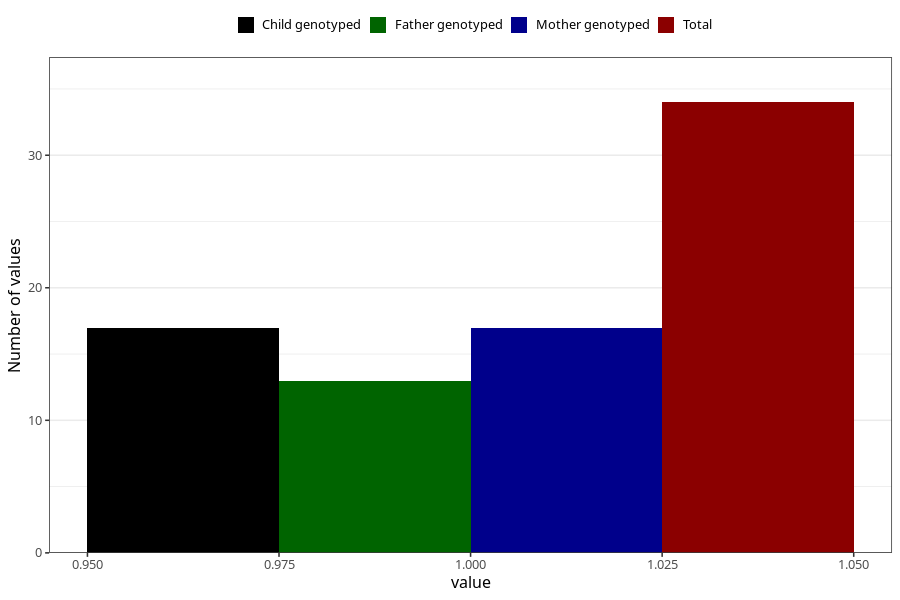 Child genotyped Father genotyped Mother genotyped Total
Number of values
30
20
10
0
0.950 0.975 1.000 1.025 1.050
value